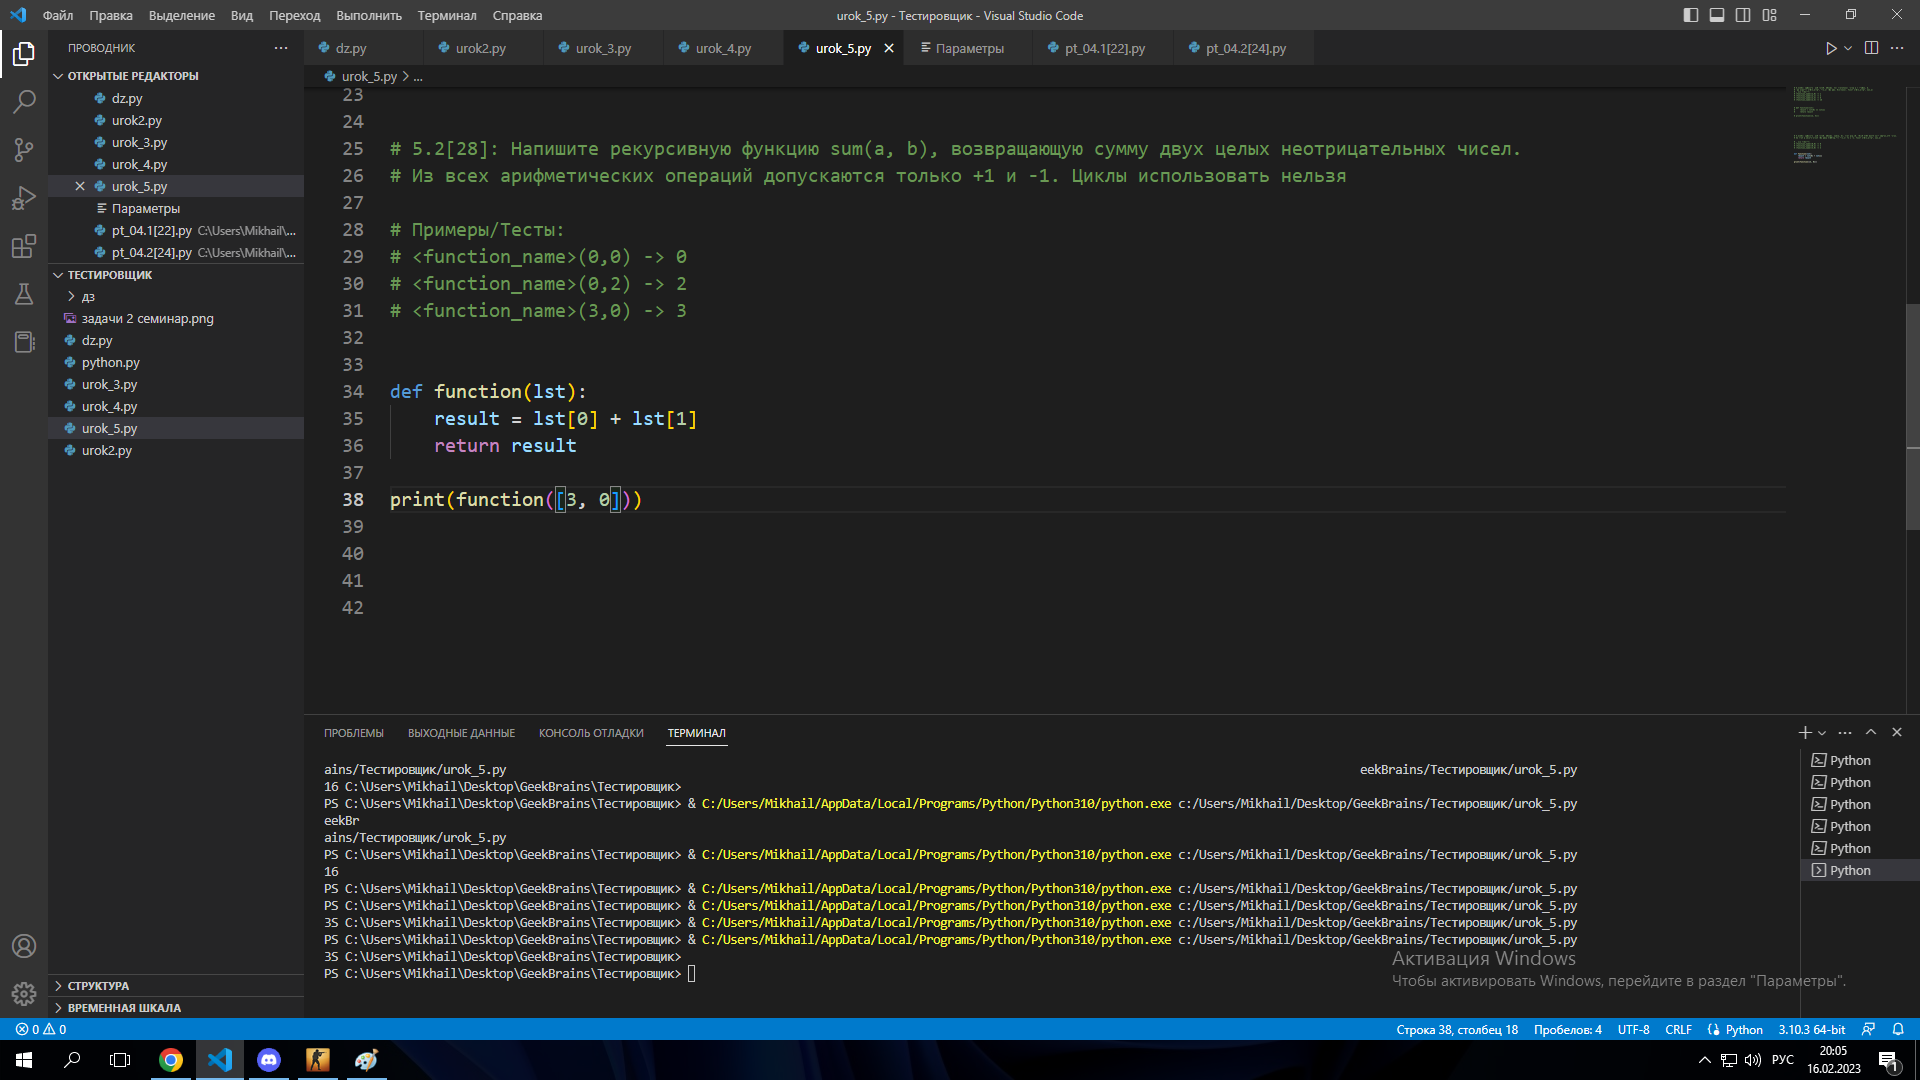 Файл Правка Выделение Вид Переход Выполнить Терминал Справка
urok_5.py - Тестировщик - Visual Studio Code
ПРОВОДНИК
ОТКРЫТЫЕ РЕДАКТОРЫ
dz.py
urok2.py
urok_3.py
urok_4.py
urok_5.py
Параметры
pt_04.1[22].py C:\Users\Mikhail\...
pt_04.2[24].py C:\Users\Mikhail\...
ТЕСТИРОВЩИК
дз
задачи 2 семинар.png
dz.py
python.py
urok_3.py
urok_4.py
urok_5.py
urok2.py
СТРУКТУРА
ВРЕМЕННАЯ ШКАЛА
dz.py urok2.py urok_3.py urok_4.py urok_5.py Параметры pt_04.1[22].py pt_04.2[24].py
urok_5.py > ...
23
24
25 # 5.2[28]: Напишите рекурсивную функцию sum(a, b), возвращающую сумму двух целых неотрицательных чисел.
26 # Из всех арифметических операций допускаются только +1 и -1. Циклы использовать нельзя
27
28 # Примеры/Тесты:
29 # <function_name>(0,0) -> 0
30 # <function_name>(0,2) -> 2
31 # <function_name>(3,0) -> 3
32
33
34 def function(lst):
35 result = lst[0] + lst[1]
36 return result
37
38 print(function([3, 0]))
39
40
41
42
ПРОБЛЕМЫ ВЫХОДНЫЕ ДАННЫЕ КОНСОЛЬ ОТЛАДКИ ТЕРМИНАЛ
ains/Тестировщик/urok_5.py eekBrains/Тестировщик/urok_5.py
16 C:\Users\Mikhail\Desktop\GeekBrains\Тестировщик>
PS C:\Users\Mikhail\Desktop\GeekBrains\Тестировщик> & C:/Users/Mikhail/AppData/Local/Programs/Python/Python310/python.exe c:/Users/Mikhail/Desktop/GeekBrains/Тестировщик/urok_5.py
eekBr
ains/Тестировщик/urok_5.py
PS C:\Users\Mikhail\Desktop\GeekBrains\Тестировщик> & C:/Users/Mikhail/AppData/Local/Programs/Python/Python310/python.exe c:/Users/Mikhail/Desktop/GeekBrains/Тестировщик/urok_5.py
16
PS C:\Users\Mikhail\Desktop\GeekBrains\Тестировщик> & C:/Users/Mikhail/AppData/Local/Programs/Python/Python310/python.exe c:/Users/Mikhail/Desktop/GeekBrains/Тестировщик/urok_5.py
PS C:\Users\Mikhail\Desktop\GeekBrains\Тестировщик> & C:/Users/Mikhail/AppData/Local/Programs/Python/Python310/python.exe c:/Users/Mikhail/Desktop/GeekBrains/Тестировщик/urok_5.py
3S C:\Users\Mikhail\Desktop\GeekBrains\Тестировщик> & C:/Users/Mikhail/AppData/Local/Programs/Python/Python310/python.exe c:/Users/Mikhail/Desktop/GeekBrains/Тестировщик/urok_5.py
PS C:\Users\Mikhail\Desktop\GeekBrains\Тестировщик> & C:/Users/Mikhail/AppData/Local/Programs/Python/Python310/python.exe c:/Users/Mikhail/Desktop/GeekBrains/Тестировщик/urok_5.py
3S C:\Users\Mikhail\Desktop\GeekBrains\Тестировщик>
PS C:\Users\Mikhail\Desktop\GeekBrains\Тестировщик>
Python
Python
Python
Python
Python
Python
Активация Windows
Чтобы активировать Windows, перейдите в раздел "Параметры".
0 0
Строка 38, столбец 18 Пробелов: 4 UTF-8 CRLF Python 3.10.3 64-bit
РУС
20:05
16.02.2023
1